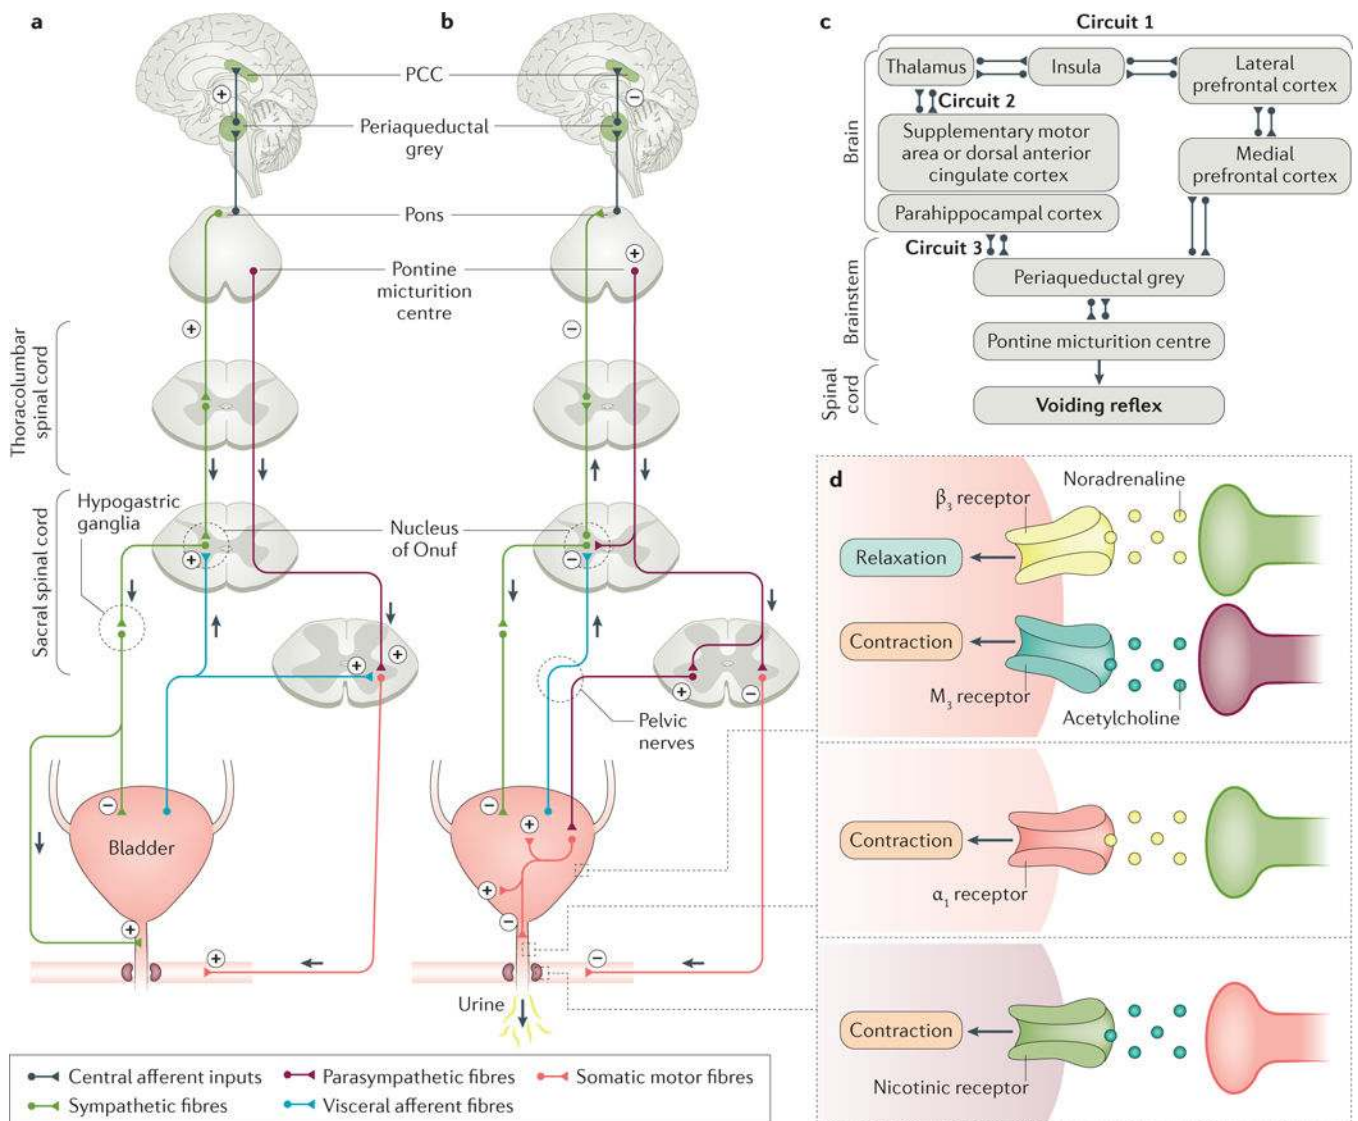 a
b
PCC
Periaqueductal
grey
Pons
Pontine
micturition
centre
Thoracolumbar
spinal cord
Sacral spinal cord
Hypogastric
ganglia
Nucleus
of Onuf
Pelvic
nerves
Bladder
Urine
+
+
−
+
+
+
+
−
+
+
−
+
−
−
+
−
−
+
+
−
−
Central afferent inputs
Parasympathetic fibres
Somatic motor fibres
Sympathetic fibres
Visceral afferent fibres
c
Circuit 1
Brain
Thalamus
Insula
Lateral
prefrontal cortex
Circuit 2
Supplementary motor
area or dorsal anterior
cingulate cortex
Medial
prefrontal cortex
Parahippocampal cortex
Brainstem
Circuit 3
Periaqueductal grey
Pontine micturition centre
Spinal
cord
Voiding reflex
d
β₃ receptor
Noradrenaline
Relaxation
Contraction
M₃ receptor
Acetylcholine
Contraction
α₁ receptor
Contraction
Nicotinic receptor